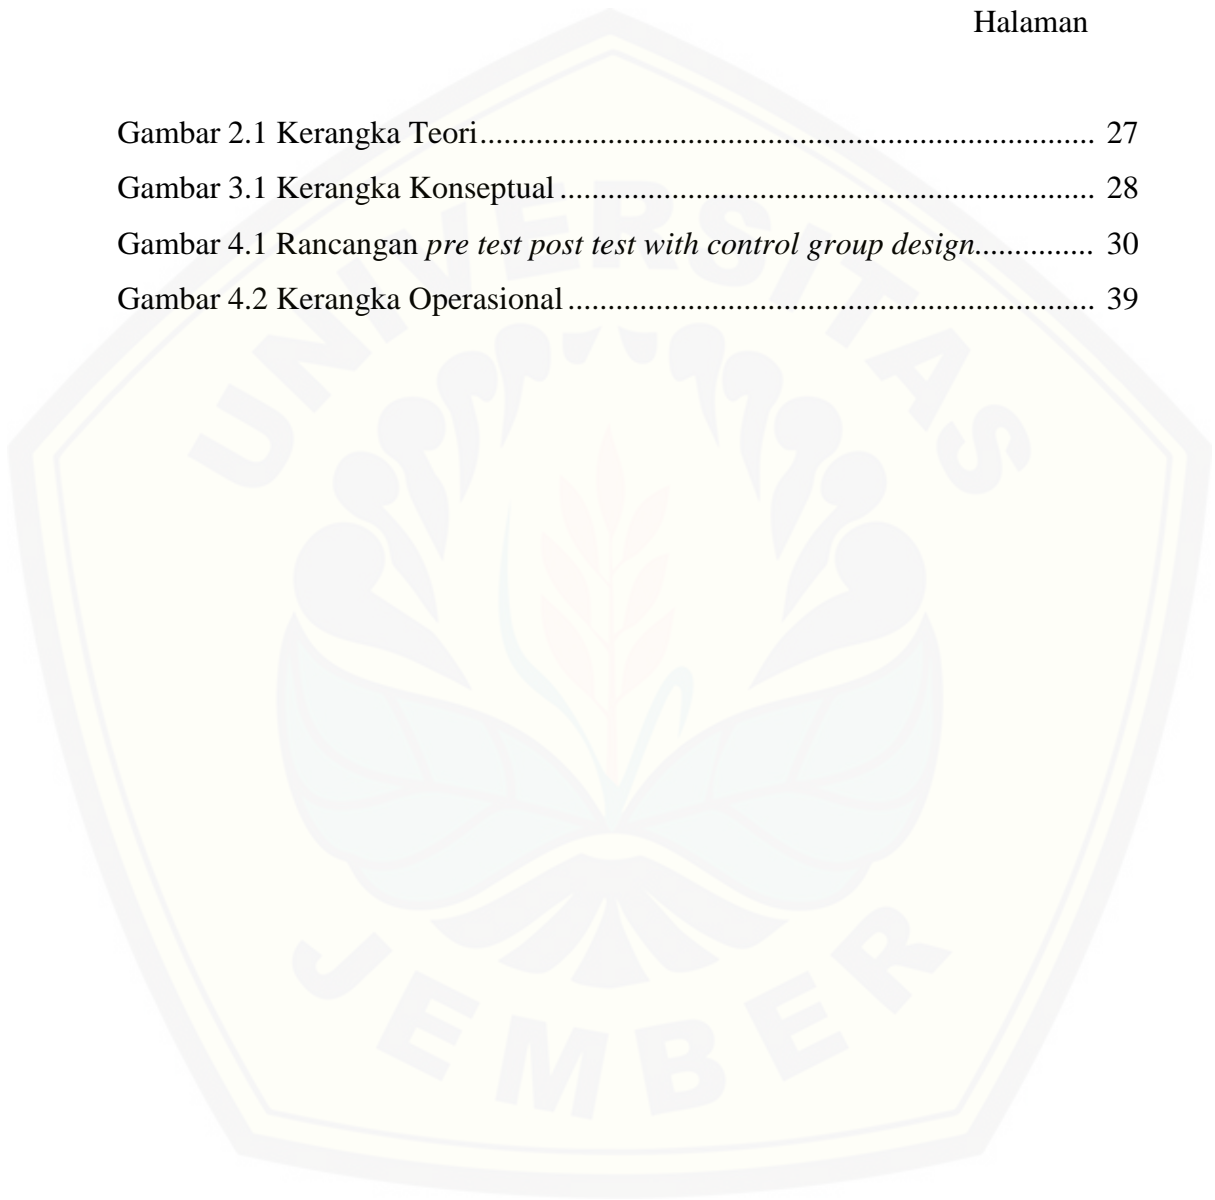 Halaman
Gambar 2.1 Kerangka Teori............................................................................. 27
Gambar 3.1 Kerangka Konseptual ................................................................... 28
Gambar 4.1 Rancangan pre test post test with control group design............... 30
Gambar 4.2 Kerangka Operasional .................................................................. 39
UNIVERSITAS
JEMBER